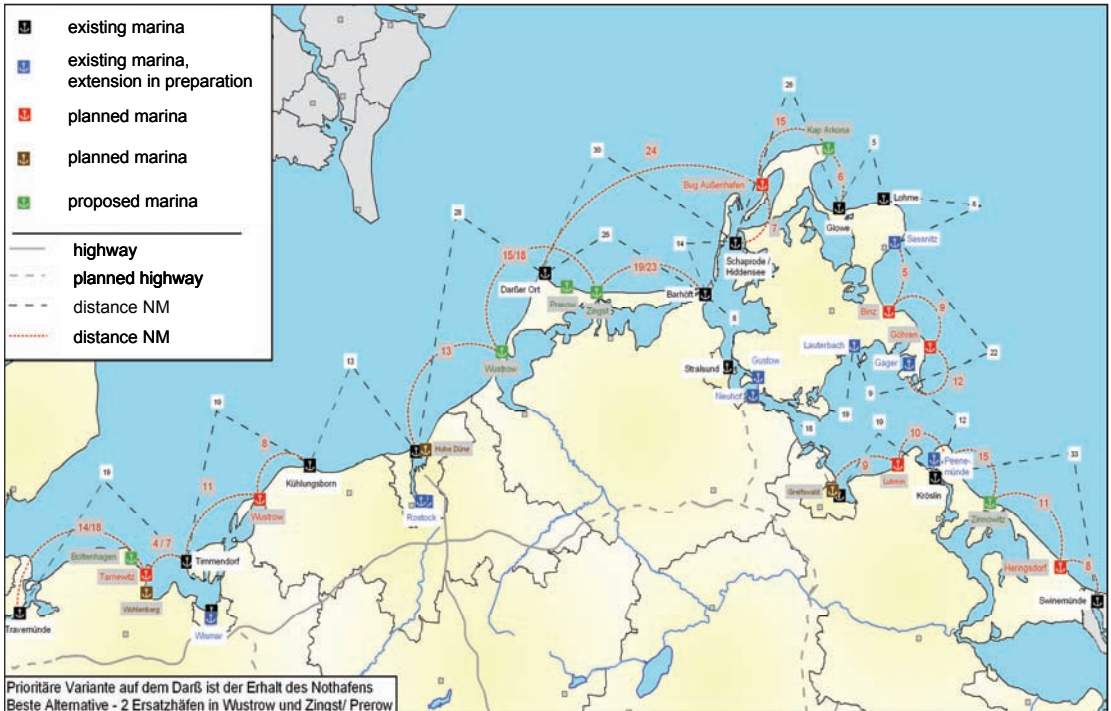 existing marina
existing marina,
extension in preparation
planned marina
planned marina
proposed marina
highway
planned highway
distance NM
distance NM
26
15
Kap Arkona
5
24
30
6
Bug Außenhafen
Lohme
Glowe
8
28
7
Sassnitz
25
14
Schaprode /
Hiddensee
15/18
19/23
5
Darßer Ort
Prerow
Zingst
Barhöft
9
Binz
8
Göhren
13
Wustrow
Lauterbach
22
13
Stralsund
Gustow
Gager
12
Neuhof
9
19
19
12
18
19
10
8
Hohe Düne
Peene-
münde
15
33
19
Kühlungsborn
9
Lubmin
11
Greifswald
Kröslin
Wustrow
Rostock
Zinnowitz
11
14/18
4 / 7
Boltenhagen
Timmendorf
Tarnewitz
Heringsdorf
8
Wohlenberg
Swinemünde
Travemünde
Wismar
Prioritäre Variante auf dem Darß ist der Erhalt des Nothafens
Beste Alternative - 2 Ersatzhäfen in Wustrow und Zingst/ Prerow